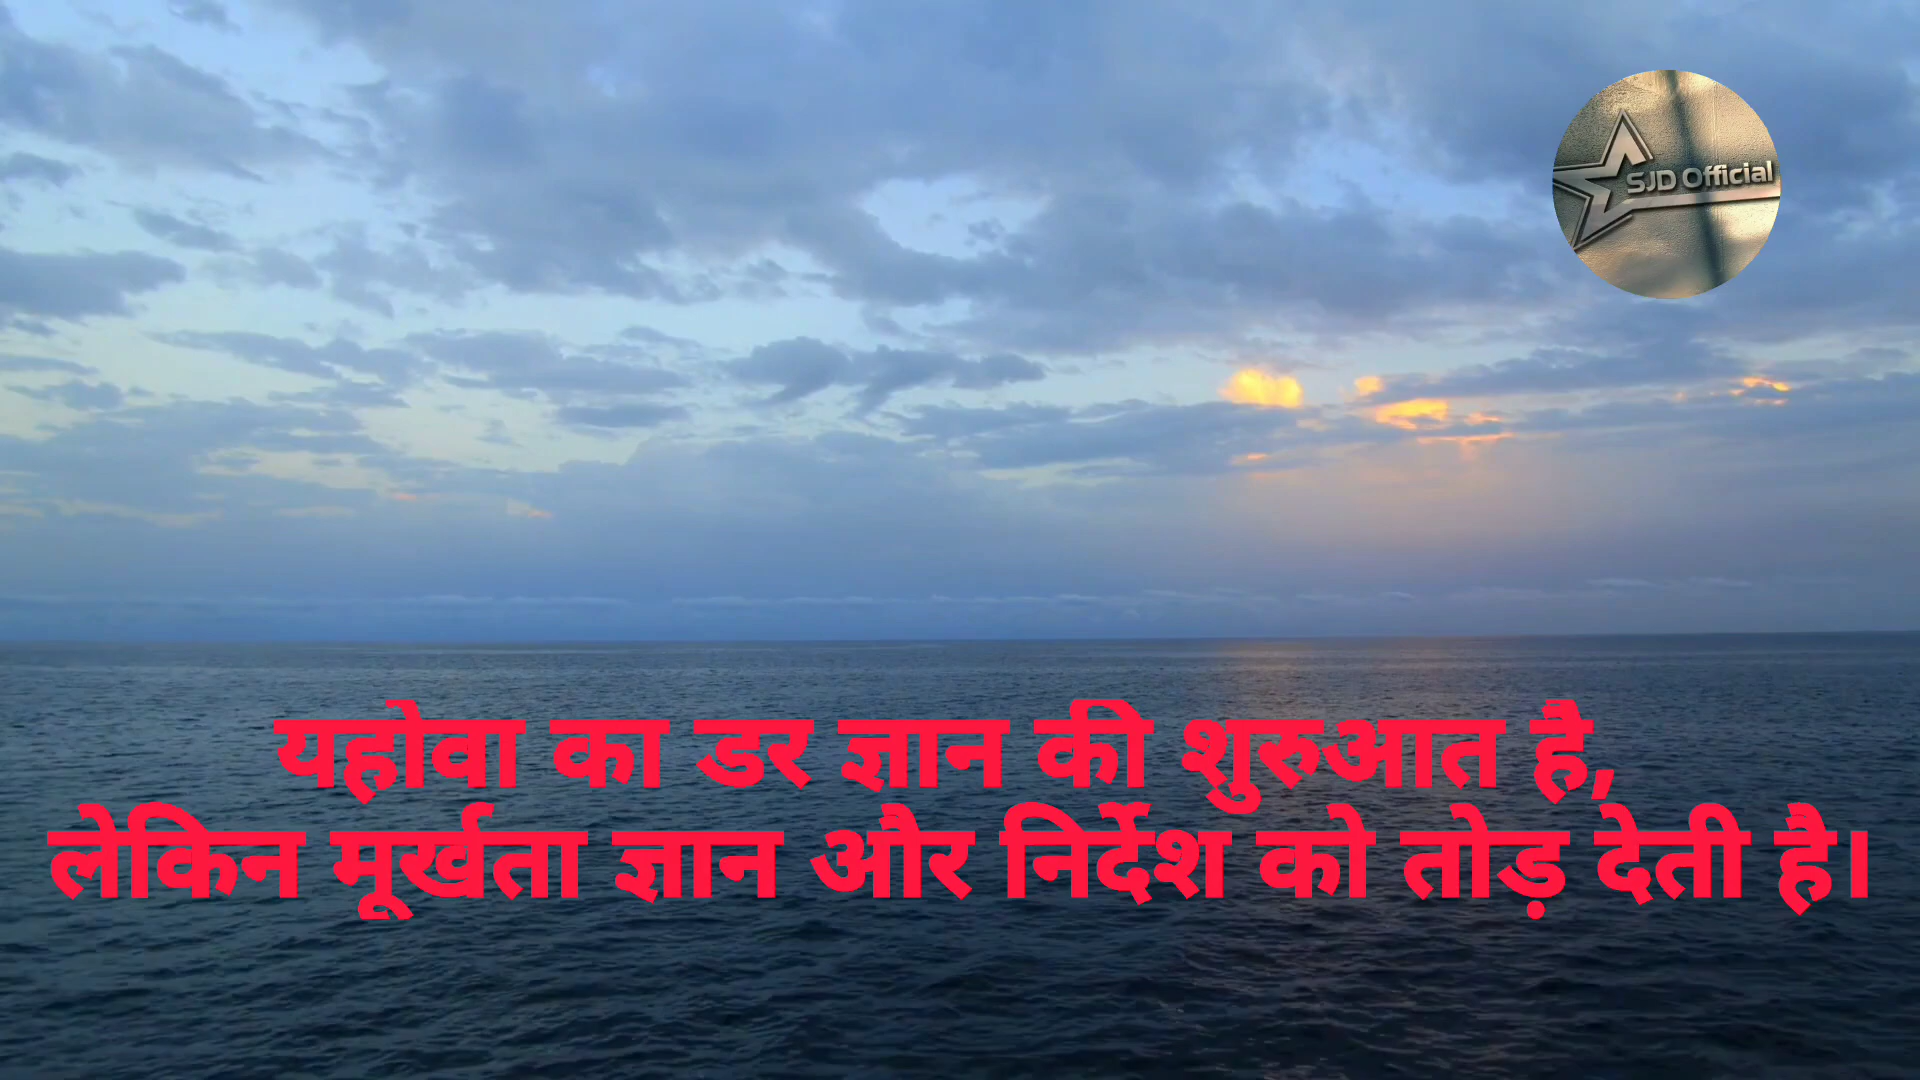 SJD Official
यहोवा का डर ज्ञान की शुरुआत है,
लेकिन मूर्खता ज्ञान और निर्देश को तोड़ देती है।